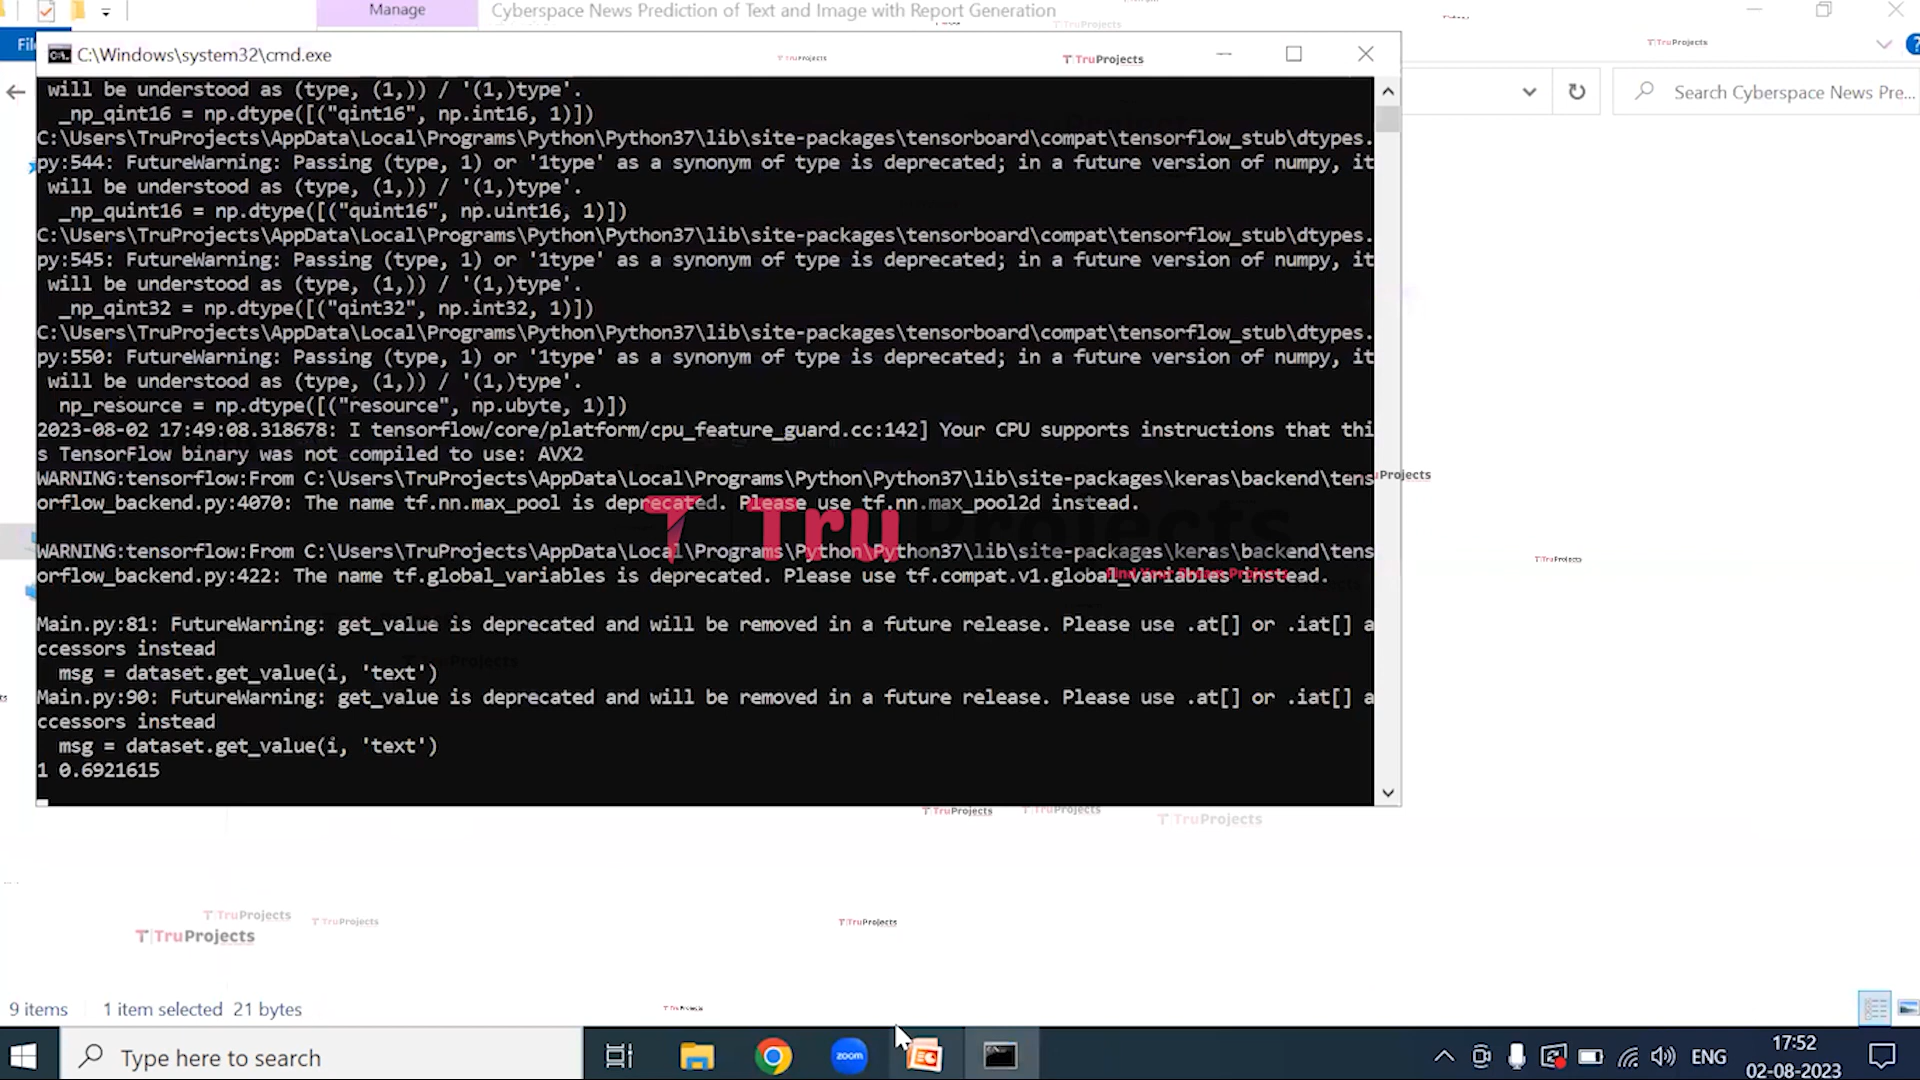 Manage
Cyberspace News Prediction of Text and Image with Report Generation
C:\Windows\system32\cmd.exe
TruProjects
TruProjects
TruProjects
Search Cyberspace News Pre...
will be understood as (type, (1,)) / '(1,)type'.
_np_qint16 = np.dtype([("qint16", np.int16, 1)])
C:\Users\TruProjects\AppData\Local\Programs\Python\Python37\lib\site-packages\tensorboard\compat\tensorflow_stub\dtypes.
py:544: FutureWarning: Passing (type, 1) or '1type' as a synonym of type is deprecated; in a future version of numpy, it
will be understood as (type, (1,)) / '(1,)type'.
_np_quint16 = np.dtype([("quint16", np.uint16, 1)])
C:\Users\TruProjects\AppData\Local\Programs\Python\Python37\lib\site-packages\tensorboard\compat\tensorflow_stub\dtypes.
py:545: FutureWarning: Passing (type, 1) or '1type' as a synonym of type is deprecated; in a future version of numpy, it
will be understood as (type, (1,)) / '(1,)type'.
_np_qint32 = np.dtype([("qint32", np.int32, 1)])
C:\Users\TruProjects\AppData\Local\Programs\Python\Python37\lib\site-packages\tensorboard\compat\tensorflow_stub\dtypes.
py:550: FutureWarning: Passing (type, 1) or '1type' as a synonym of type is deprecated; in a future version of numpy, it
will be understood as (type, (1,)) / '(1,)type'.
np_resource = np.dtype([("resource", np.ubyte, 1)])
2023-08-02 17:49:08.318678: I tensorflow/core/platform/cpu_feature_guard.cc:142] Your CPU supports instructions that thi
s TensorFlow binary was not compiled to use: AVX2
WARNING:tensorflow:From C:\Users\TruProjects\AppData\Local\Programs\Python\Python37\lib\site-packages\keras\backend\tens
orflow_backend.py:4070: The name tf.nn.max_pool is deprecated. Please use tf.nn.max_pool2d instead.
TruProjects
Find Your Dream Projects
WARNING:tensorflow:From C:\Users\TruProjects\AppData\Local\Programs\Python\Python37\lib\site-packages\keras\backend\tens
orflow_backend.py:422: The name tf.global_variables is deprecated. Please use tf.compat.v1.global_variables instead.
Main.py:81: FutureWarning: get_value is deprecated and will be removed in a future release. Please use .at[] or .iat[] a
ccessors instead
msg = dataset.get_value(i, 'text')
Main.py:90: FutureWarning: get_value is deprecated and will be removed in a future release. Please use .at[] or .iat[] a
ccessors instead
msg = dataset.get_value(i, 'text')
1 0.6921615
TruProjects
TruProjects
TruProjects
TruProjects
TruProjects
TruProjects
TruProjects
TruProjects
9 items 1 item selected 21 bytes
TruProjects
Type here to search
zoom
ENG
17:52
02-08-2023